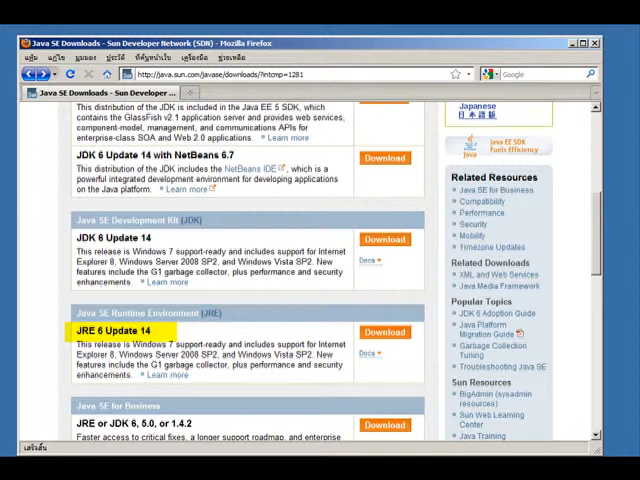 Java SE Downloads - Sun Developer Network (SDN) - Mozilla Firefox
แฟ้ม แก้ไข มุมมอง ประวัติ ที่คั่นหน้าเว็บ เครื่องมือ ช่วยเหลือ
http://java.sun.com/javase/downloads/?intcmp=1281
Google
Java SE Downloads - Sun Developer Netw ...
This distribution of the JDK is included in the Java EE 5 SDK, which
contains the GlassFish v2.1 application server and provides web services,
component-model, management, and communications APIs for
enterprise-class SOA and Web 2.0 applications. » Learn more
JDK 6 Update 14 with NetBeans 6.7
Download
This distribution of the JDK includes the NetBeans IDE, which is a
powerful integrated development environment for developing applications
on the Java platform. » Learn more
Java SE Development Kit (JDK)
JDK 6 Update 14
Download
This release is Windows 7 support-ready and includes support for Internet
Explorer 8, Windows Server 2008 SP2, and Windows Vista SP2. New
features include the G1 garbage collector, plus performance and security
enhancements. » Learn more
Docs
Java SE Runtime Environment (JRE)
JRE 6 Update 14
Download
This release is Windows 7 support-ready and includes support for Internet
Explorer 8, Windows Server 2008 SP2, and Windows Vista SP2. New
features include the G1 garbage collector, plus performance and security
enhancements. » Learn more
Docs
Java SE for Business
JRE or JDK 6, 5.0, or 1.4.2
Download
Faster access to critical fixes, a longer support roadmap, and enterprise
Japanese
日本語版
Java
Java EE SDK
Fuels Efficiency
Related Resources
» Java SE for Business
» Compatibility
» Performance
» Security
» Mobility
» Timezone Updates
Related Downloads
» XML and Web Services
» Java Media Framework
Popular Topics
» JDK 6 Adoption Guide
» Java Platform
Migration Guide
» Garbage Collection
Tuning
» Troubleshooting Java SE
Sun Resources
» BigAdmin (sysadmin
resources)
» Sun Web Learning
Center
» Java Training
เสร็จสิ้น